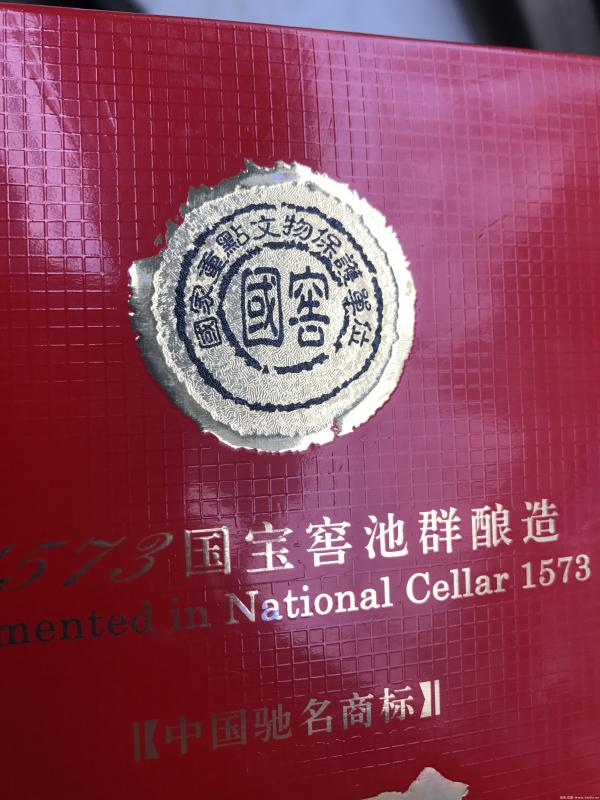 國家重點文物保護單位
國窖
1573国宝窖池群酿造
mented in National Cellar 1573
【中国驰名商标】